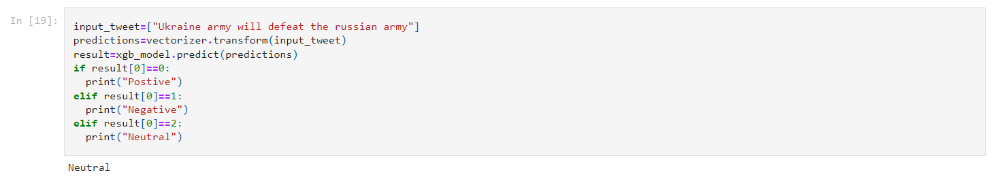 In [19]:
input_tweet=["Ukraine army will defeat the russian army"]
predictions=vectorizer.transform(input_tweet)
result=xgb_model.predict(predictions)
if result[0]==0:
  print("Postive")
elif result[0]==1:
  print("Negative")
elif result[0]==2:
  print("Neutral")
Neutral